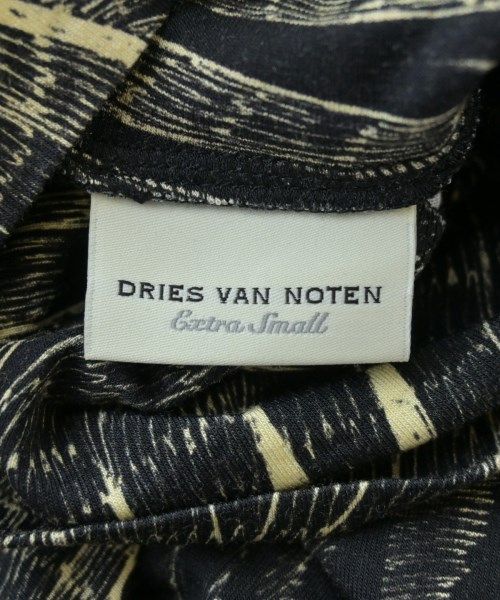 DRIES VAN NOTEN
Extra Small